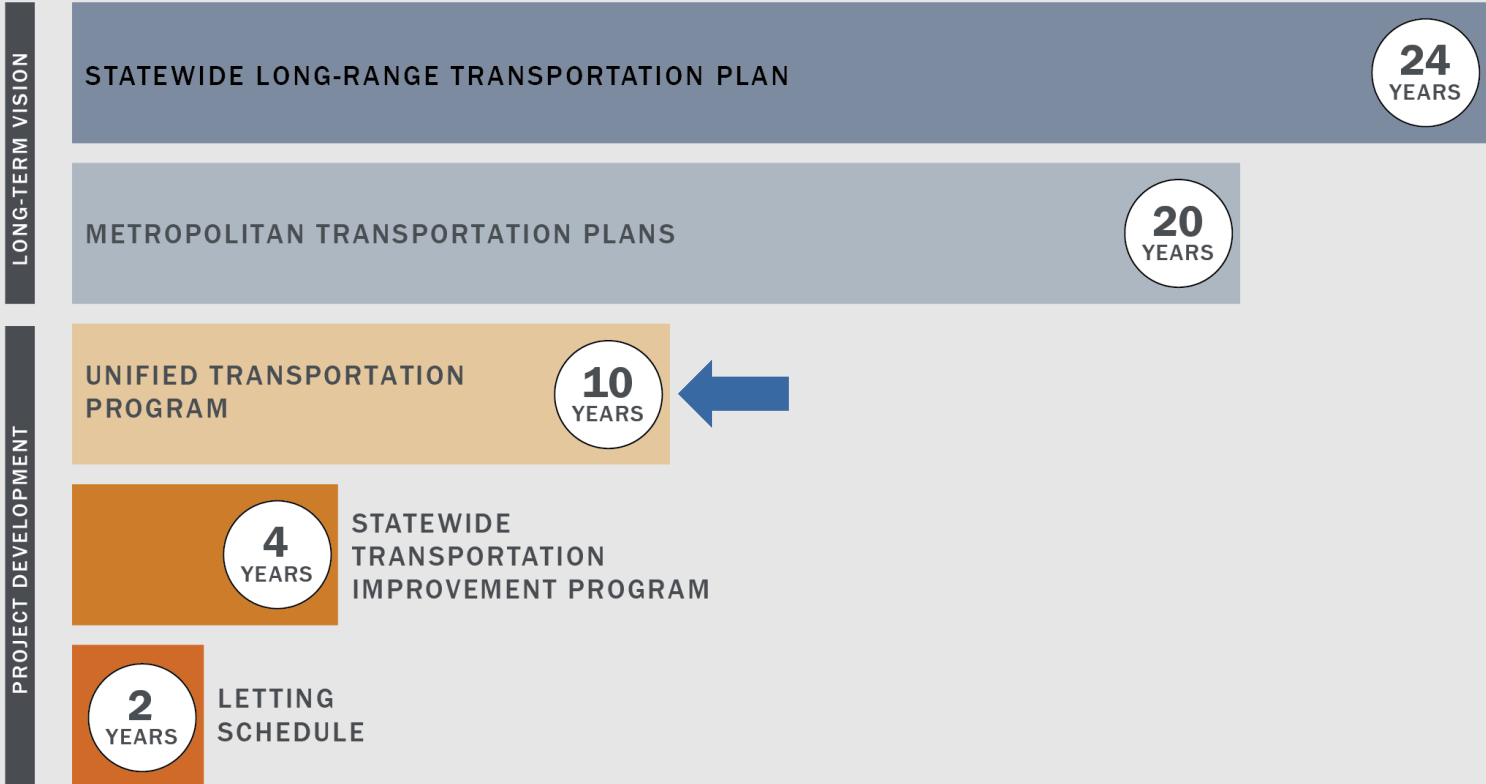 LONG-TERM VISION
STATEWIDE LONG-RANGE TRANSPORTATION PLAN
24
YEARS
METROPOLITAN TRANSPORTATION PLANS
20
YEARS
PROJECT DEVELOPMENT
UNIFIED TRANSPORTATION
PROGRAM
10
YEARS
4
YEARS
STATEWIDE
TRANSPORTATION
IMPROVEMENT PROGRAM
2
YEARS
LETTING
SCHEDULE